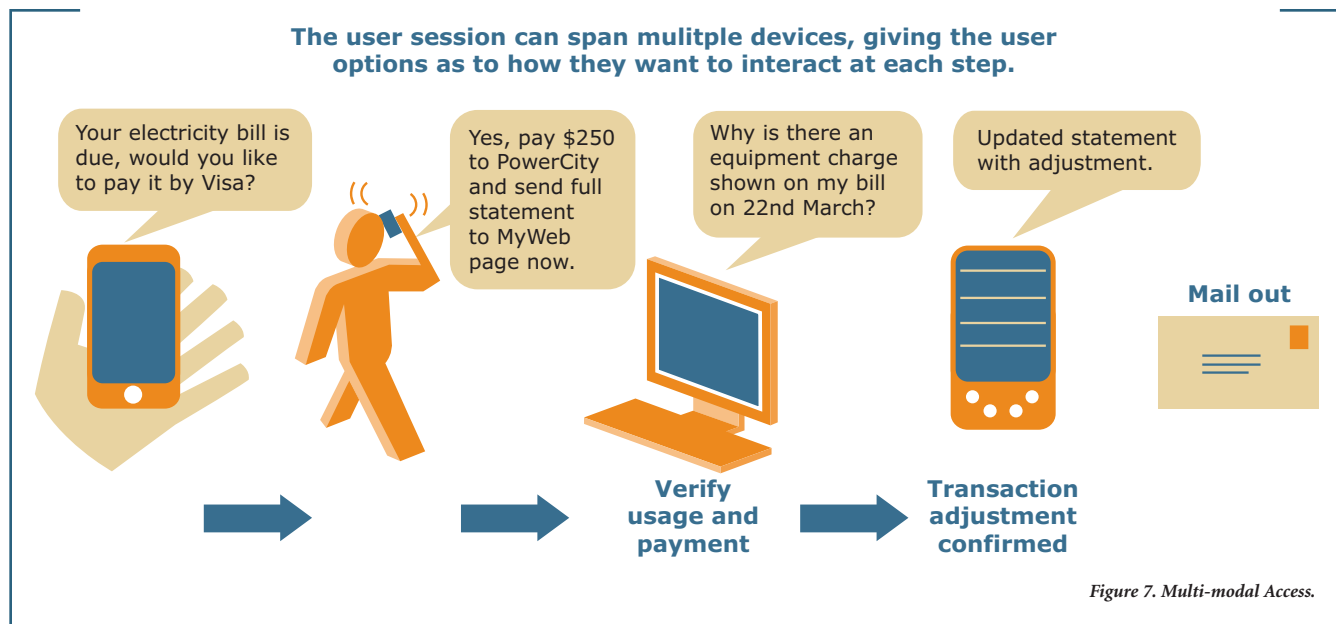 The user session can span mulitple devices, giving the user
options as to how they want to interact at each step.
Your electricity bill is
due, would you like
to pay it by Visa?
Yes, pay $250
to PowerCity
and send full
statement
to MyWeb
page now.
Why is there an
equipment charge
shown on my bill
on 22nd March?
Updated statement
with adjustment.
Mail out
Verify
usage and
payment
Transaction
adjustment
confirmed
Figure 7. Multi-modal Access.